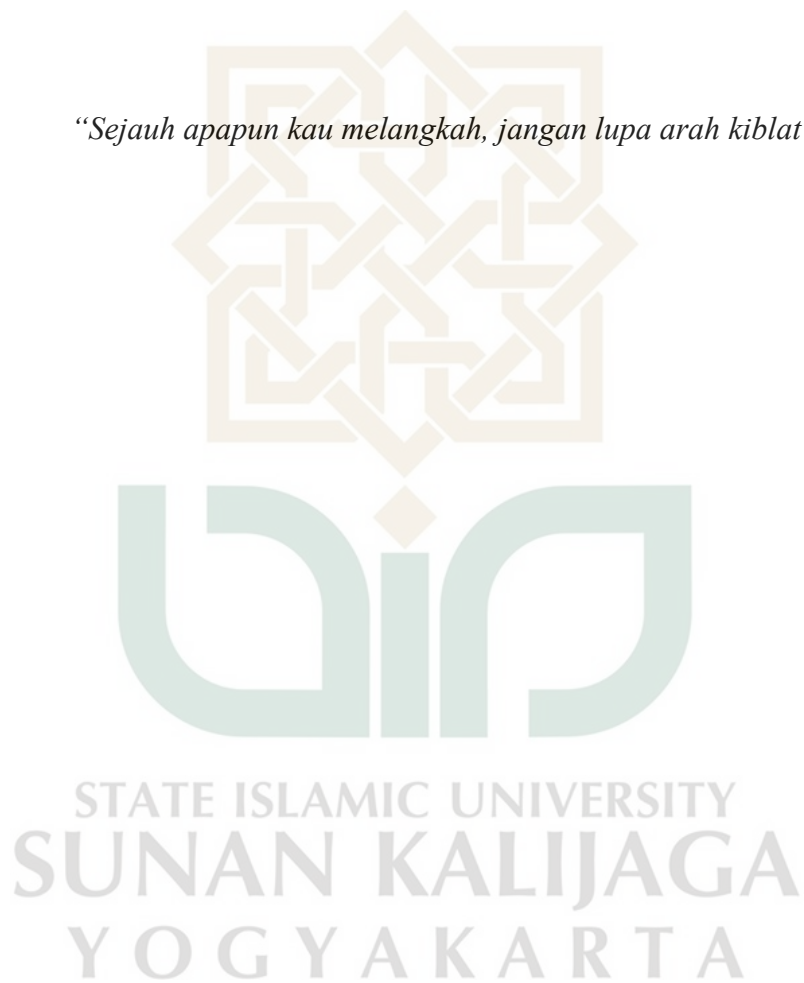 “Sejauh apapun kau melangkah, jangan lupa arah kiblat
STATE ISLAMIC UNIVERSITY
SUNAN KALIJAGA
YOGYAKARTA